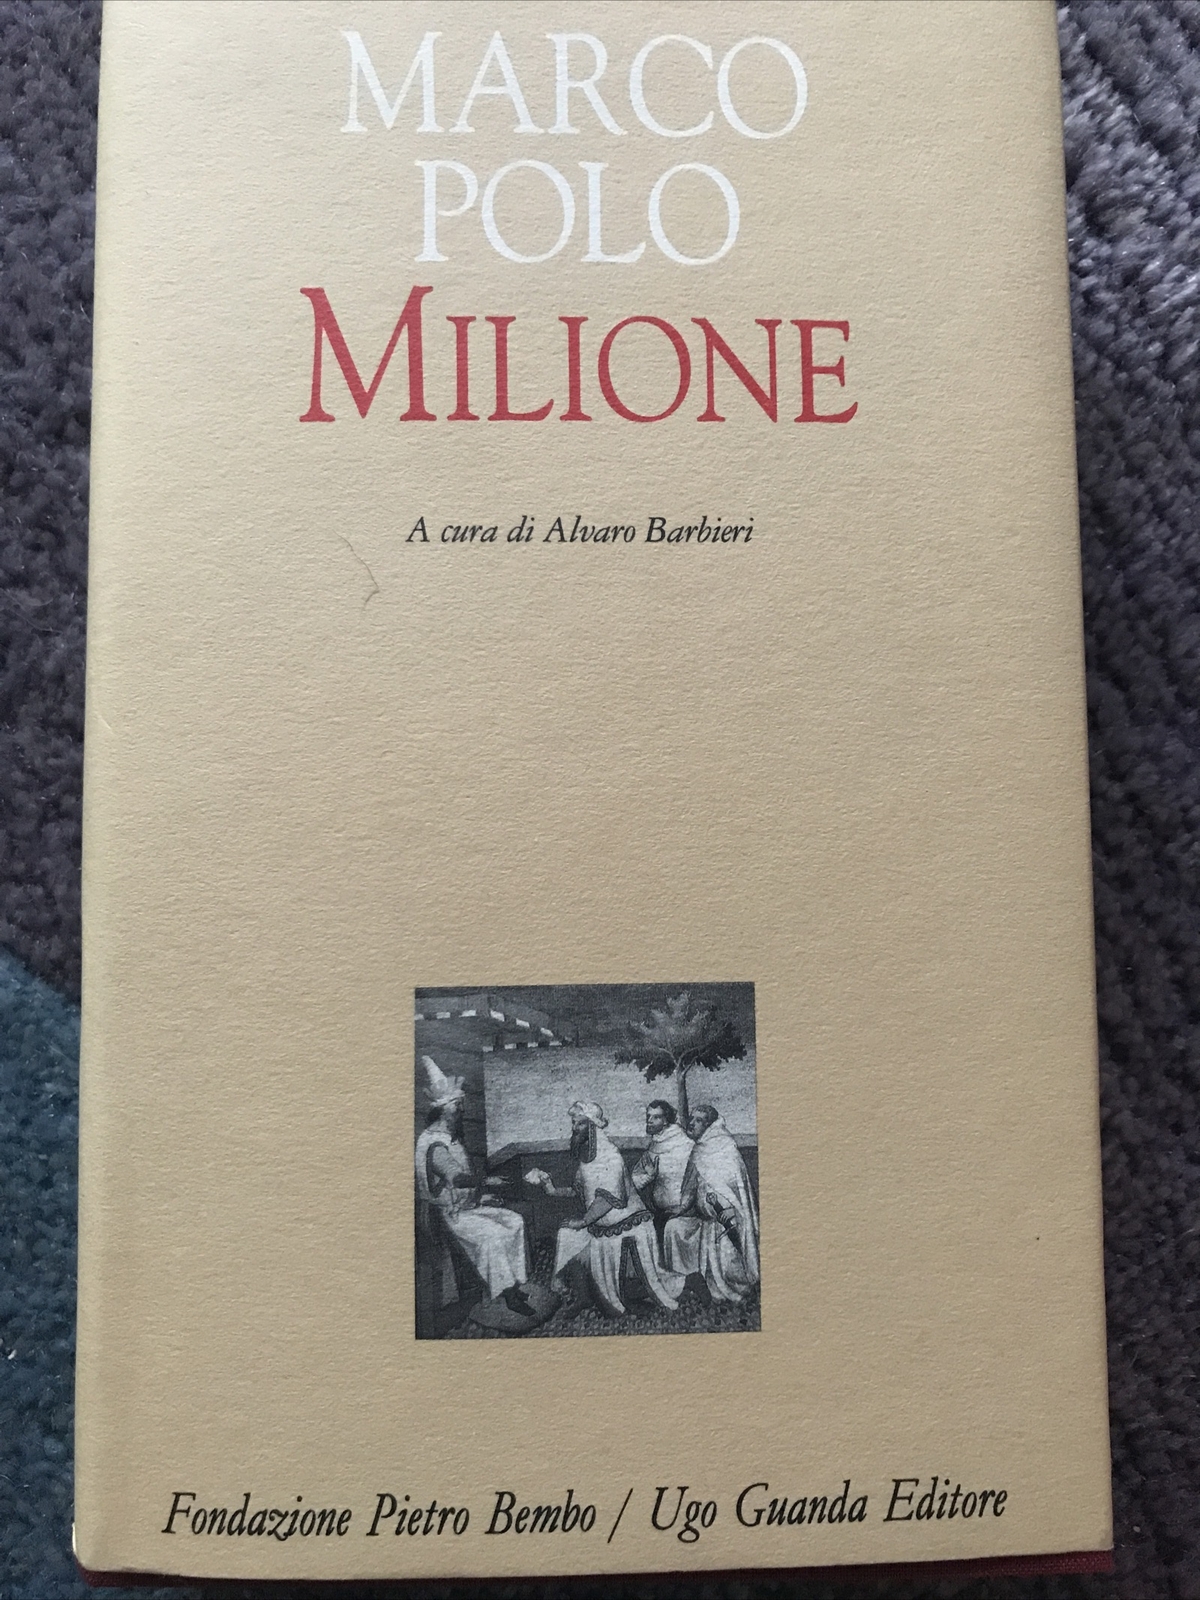 MARCO
POLO
MILIONE
A cura di Alvaro Barbieri
Fondazione Pietro Bembo / Ugo Guanda Editore